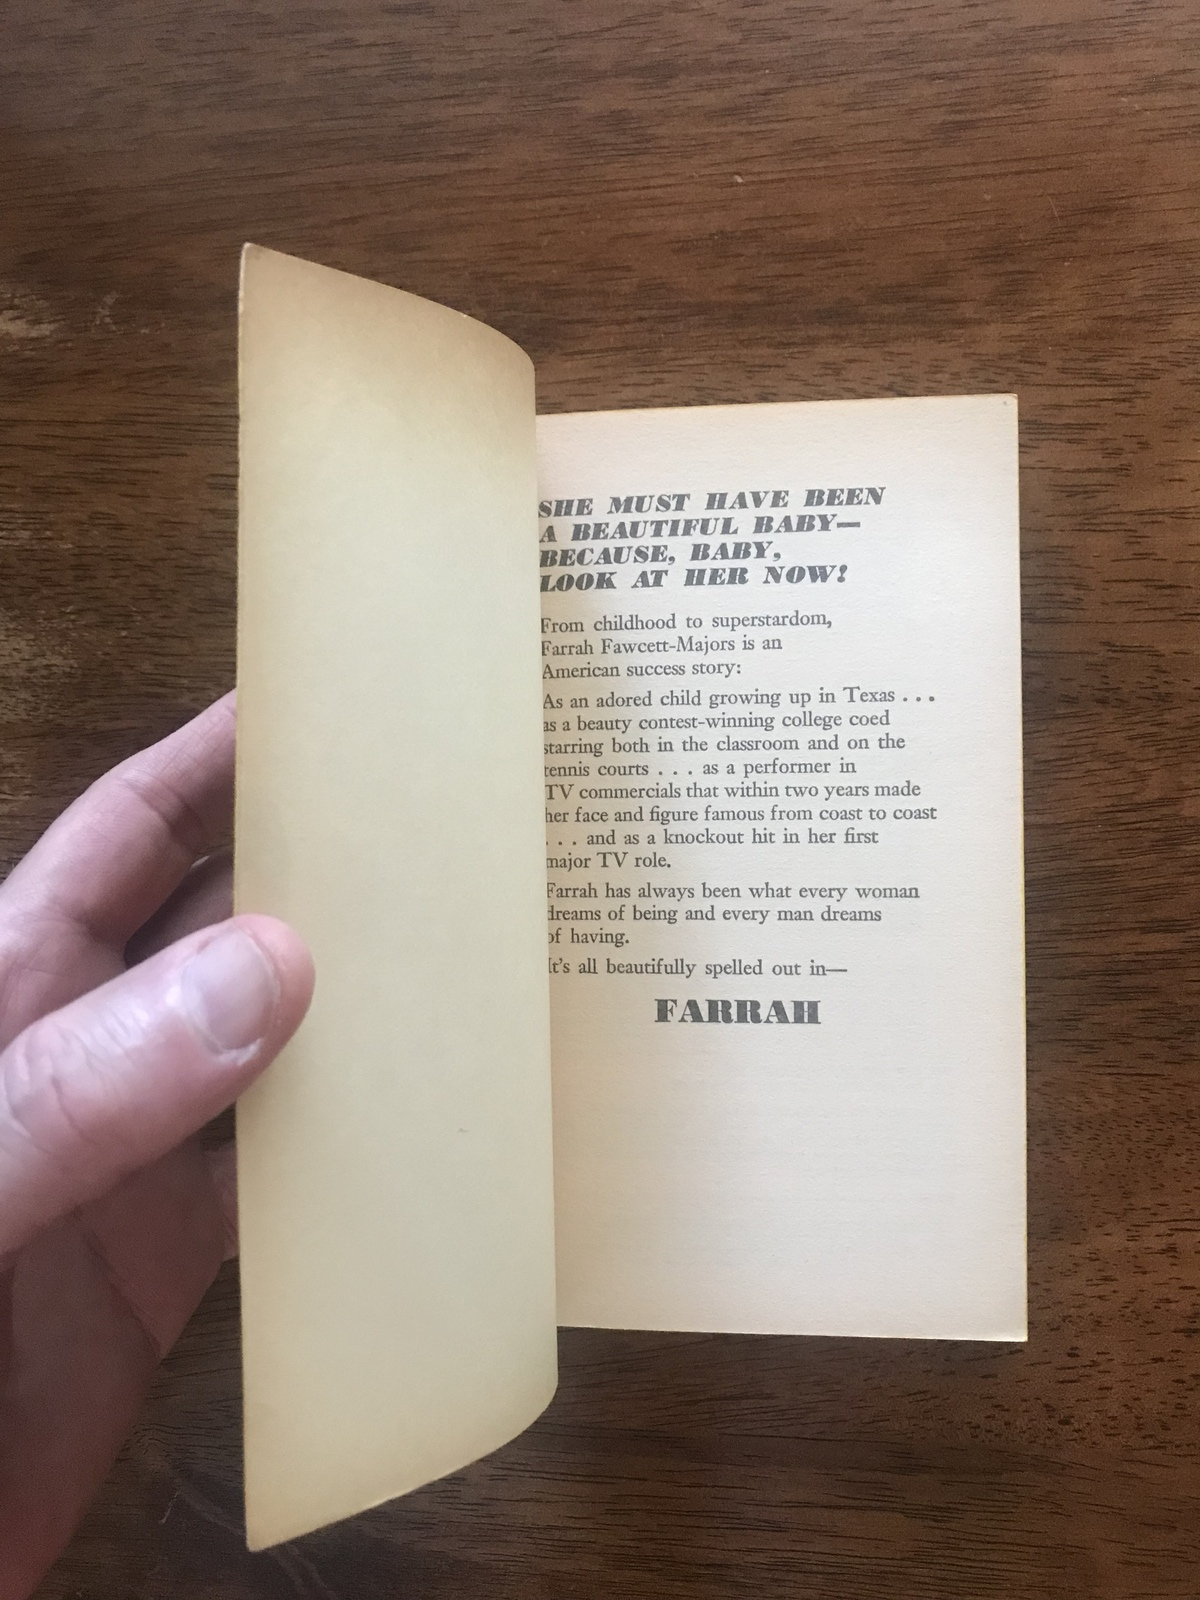 SHE MUST HAVE BEEN
A BEAUTIFUL BABY—
BECAUSE, BABY,
LOOK AT HER NOW!
From childhood to superstardom,
Farrah Fawcett-Majors is an
American success story:
As an adored child growing up in Texas . . .
as a beauty contest-winning college coed
starring both in the classroom and on the
tennis courts . . . as a performer in
TV commercials that within two years made
her face and figure famous from coast to coast
. . . and as a knockout hit in her first
major TV role.
Farrah has always been what every woman
dreams of being and every man dreams
of having.
It's all beautifully spelled out in—
FARRAH